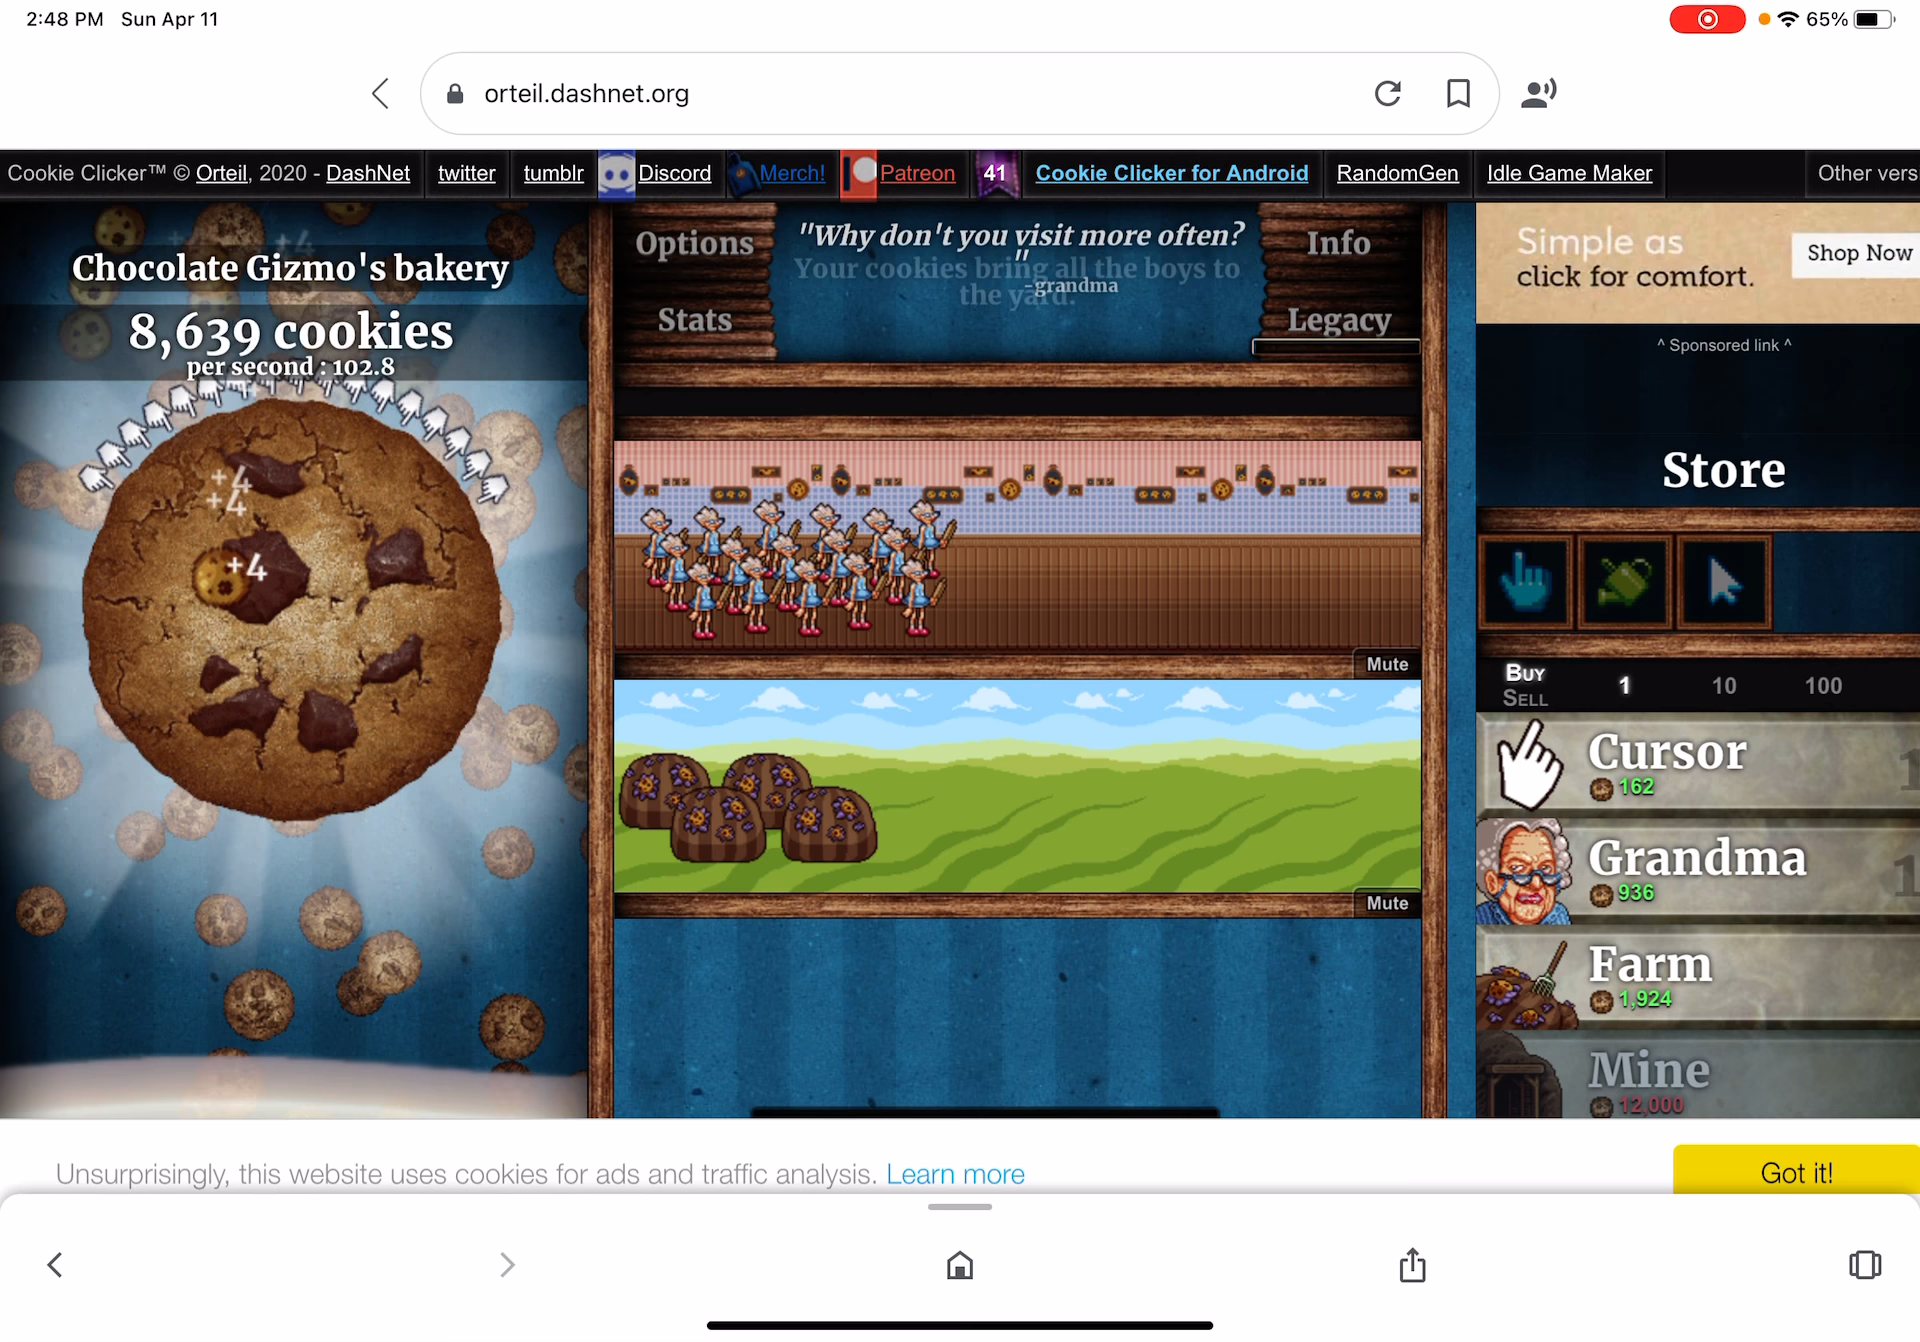 2:48 PM Sun Apr 11
65%
orteil.dashnet.org
Cookie Clicker™ © Orteil, 2020 - DashNet
twitter
tumblr
Discord
Merch!
Patreon
41
Cookie Clicker for Android
RandomGen
Idle Game Maker
Other vers
Chocolate Gizmo's bakery
8,639 cookies
per second : 102.8
+4
+4
+4
+4
Options
Stats
"Why don't you visit more often?
"
-grandma
Your cookies bring all the boys to
the yard.
Info
Legacy
Mute
Mute
Simple as
click for comfort.
Shop Now
^ Sponsored link ^
Store
Buy
Sell
1
10
100
Cursor
162
1
Grandma
936
1
Farm
1,924
Mine
12,000
Unsurprisingly, this website uses cookies for ads and traffic analysis. Learn more
Got it!